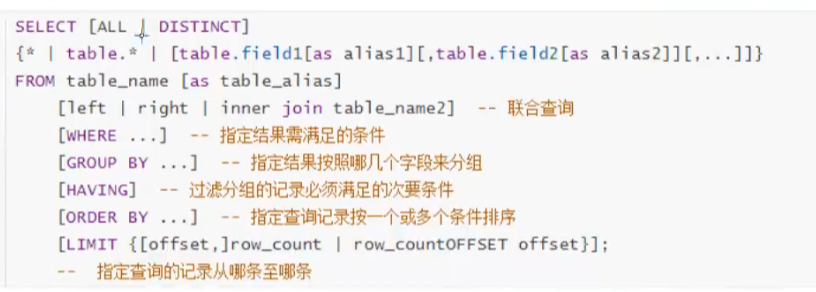 SELECT [ALL | DISTINCT]
{* | table.* | [table.field1[as alias1][,table.field2[as alias2]][,...]]}
FROM table_name [as table_alias]
[left | right | inner join table_name2] -- 联合查询
[WHERE ...] -- 指定结果需满足的条件
[GROUP BY ...] -- 指定结果按照哪几个字段来分组
[HAVING] -- 过滤分组的记录必须满足的次要条件
[ORDER BY ...] -- 指定查询记录按一个或多个条件排序
[LIMIT {[offset,]row_count | row_countOFFSET offset}];
-- 指定查询的记录从哪条至哪条